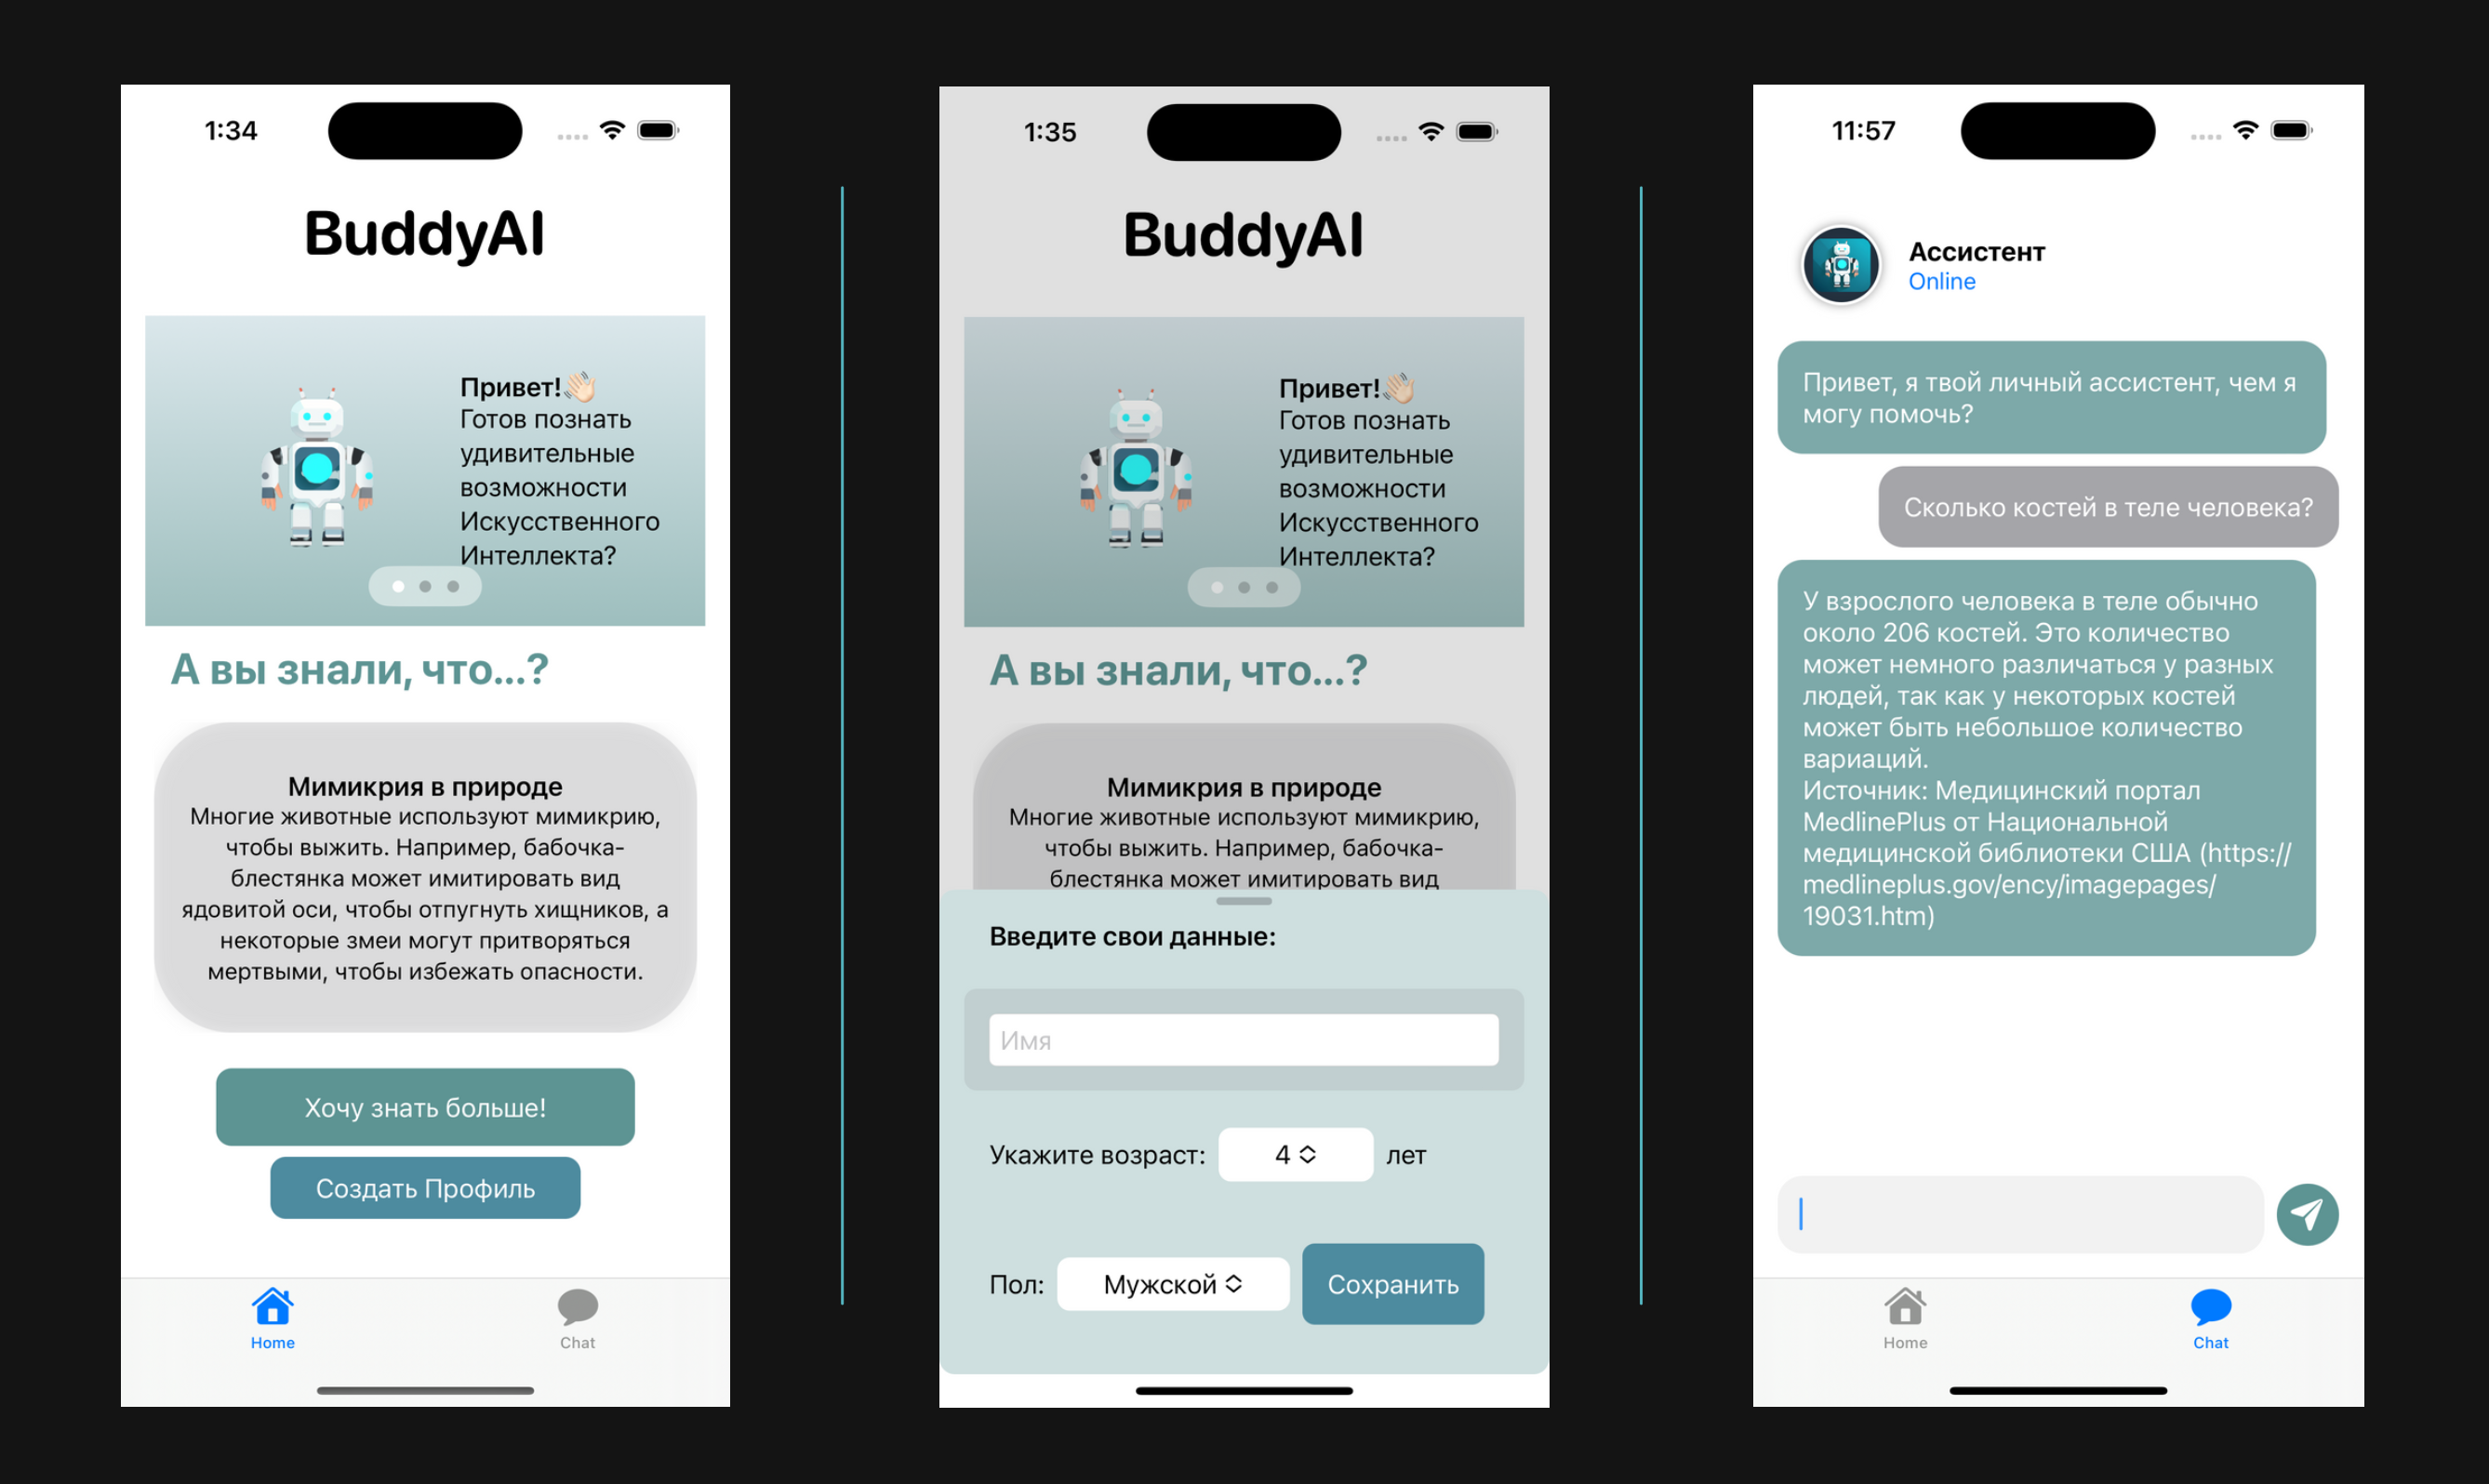 1:34
BuddyAI
Привет!👋🏻
Готов познать
удивительные
возможности
Искусственного
Интеллекта?
А вы знали, что...?
Мимикрия в природе
Многие животные используют мимикрию,
чтобы выжить. Например, бабочка-
блестянка может имитировать вид
ядовитой оси, чтобы отпугнуть хищников, а
некоторые змеи могут притворяться
мертвыми, чтобы избежать опасности.
Хочу знать больше!
Создать Профиль
Home
Chat
1:35
BuddyAI
Привет!👋🏻
Готов познать
удивительные
возможности
Искусственного
Интеллекта?
А вы знали, что...?
Мимикрия в природе
Многие животные используют мимикрию,
чтобы выжить. Например, бабочка-
блестянка может имитировать вид
Введите свои данные:
Имя
Укажите возраст: 4 лет
Пол: Мужской Сохранить
11:57
Ассистент
Online
Привет, я твой личный ассистент, чем я
могу помочь?
Сколько костей в теле человека?
У взрослого человека в теле обычно
около 206 костей. Это количество
может немного различаться у разных
людей, так как у некоторых костей
может быть небольшое количество
вариаций.
Источник: Медицинский портал
MedlinePlus от Национальной
медицинской библиотеки США (https://
medlineplus.gov/ency/imagepages/
19031.htm)
Home
Chat